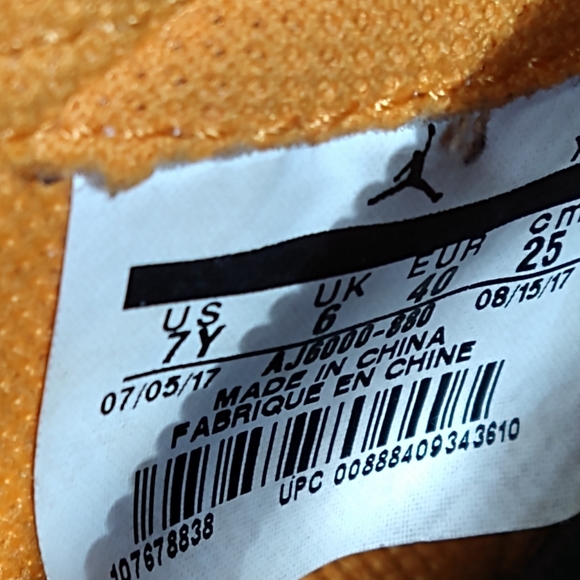 US UK EUR cm
7Y 6 40 25
07/05/17 AJ6000-880 08/15/17
MADE IN CHINA
FABRIQUE EN CHINE
UPC 00888409343610
107678838